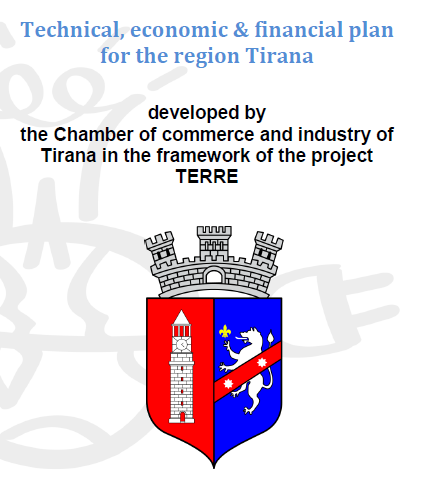 Technical, economic & financial plan
for the region Tirana
developed by
the Chamber of commerce and industry of
Tirana in the framework of the project
TERRE